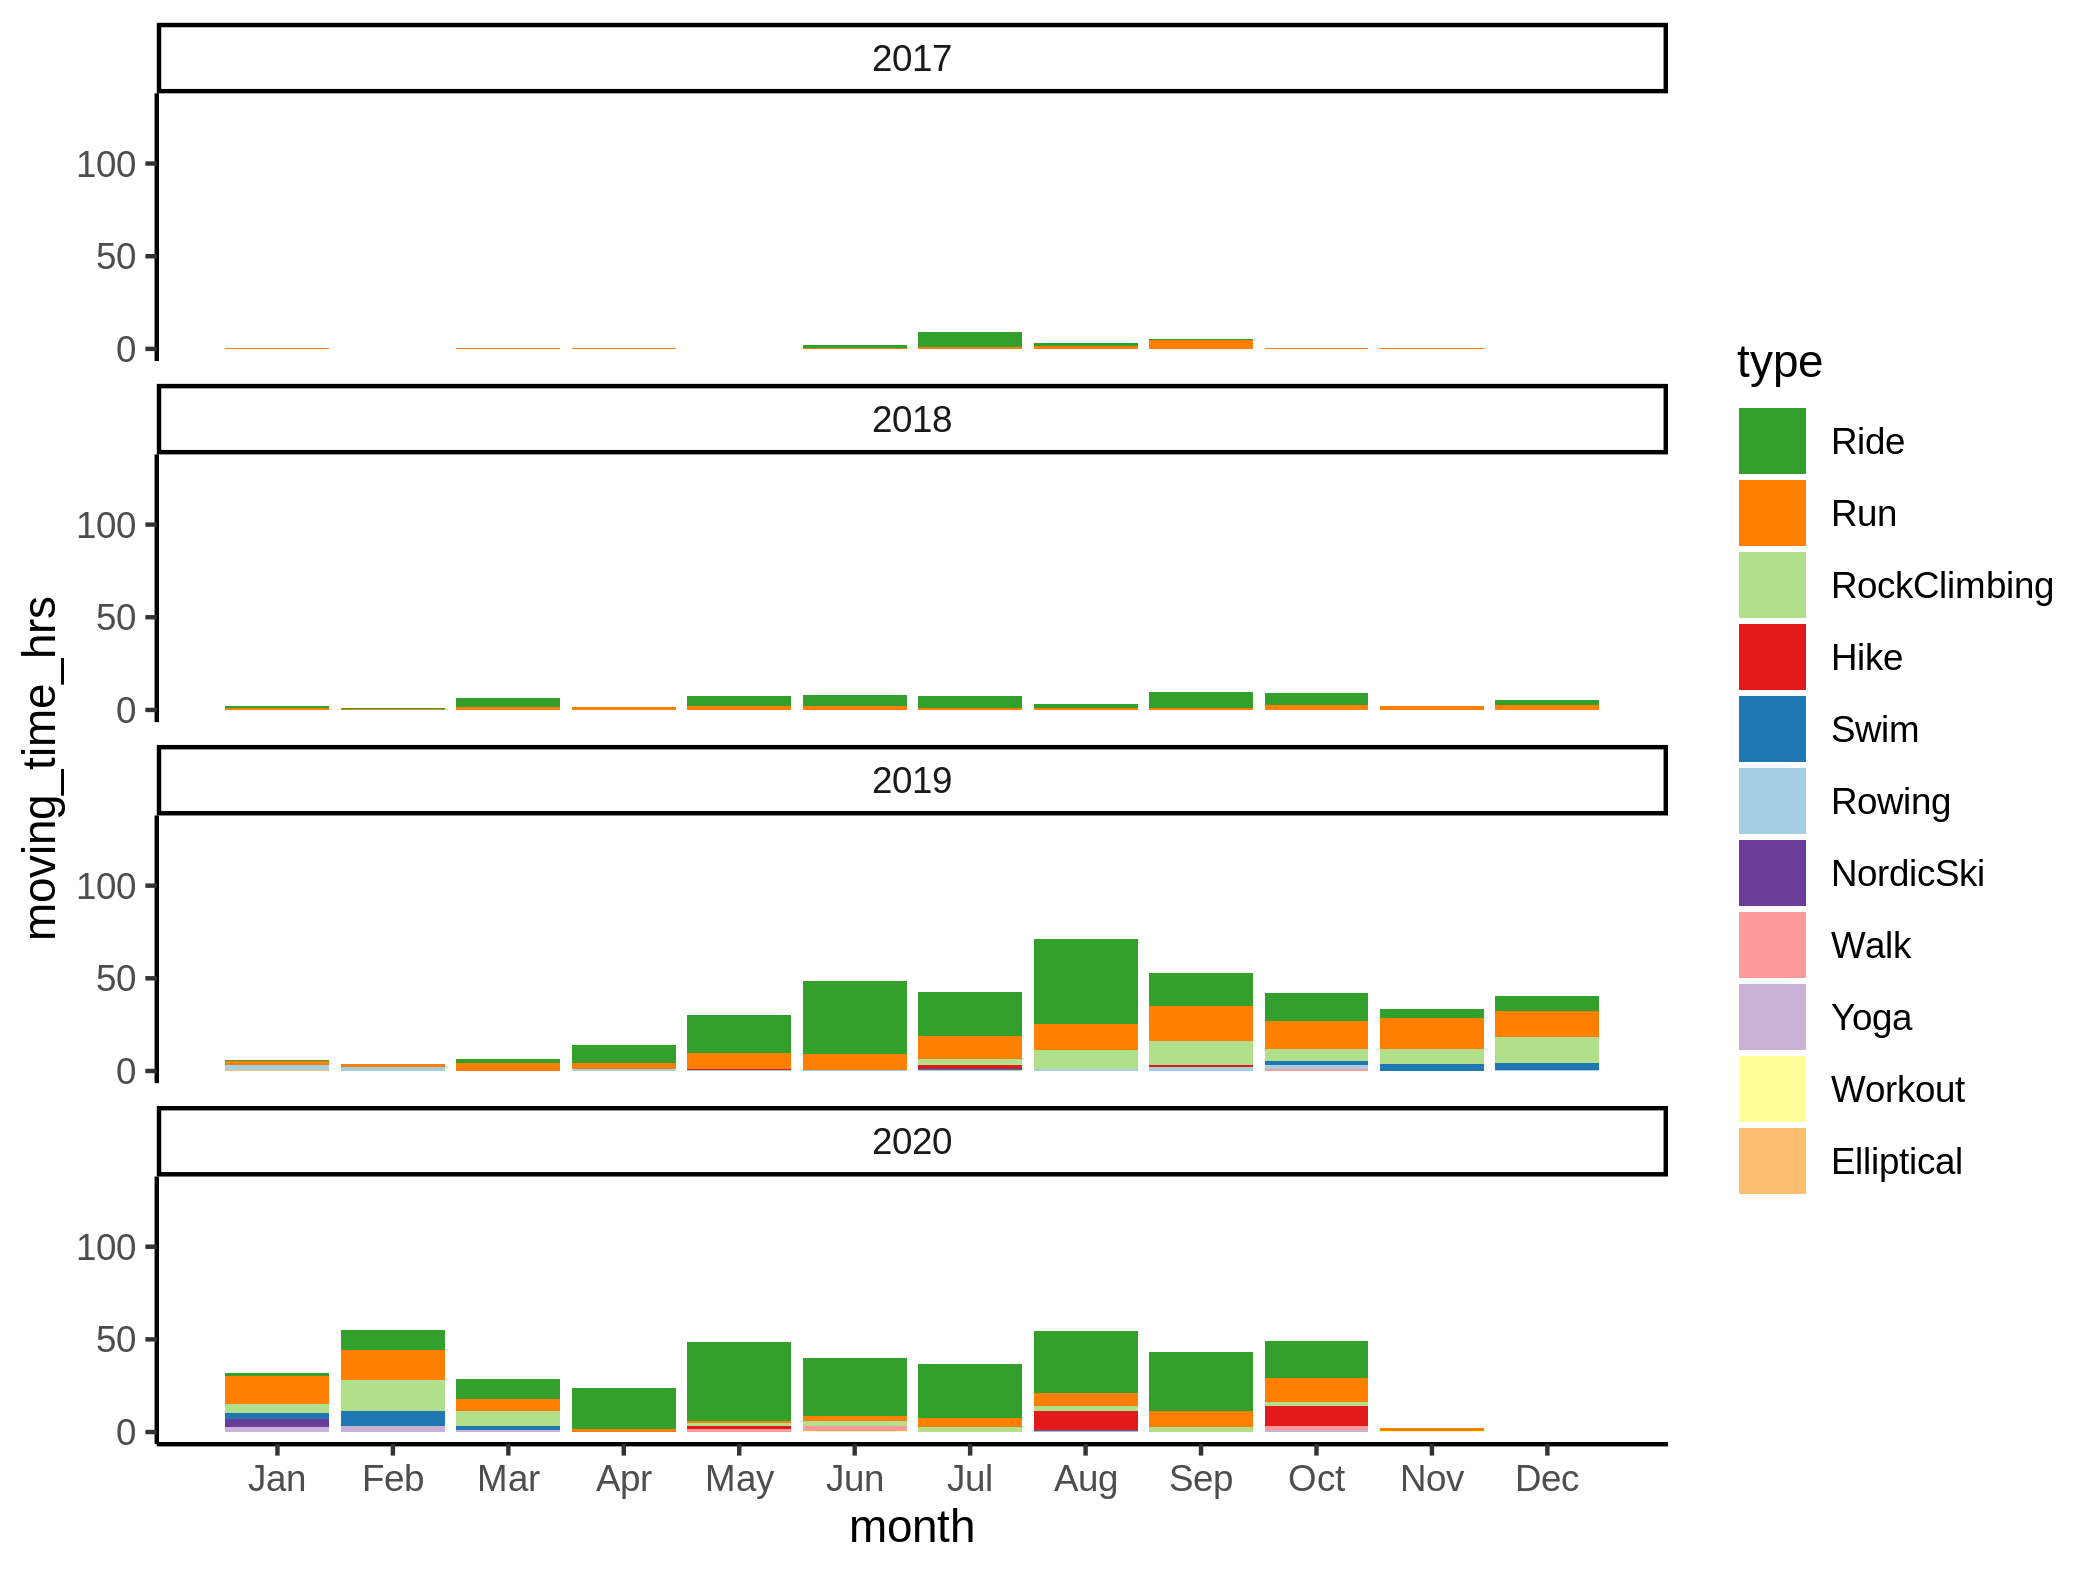 2017
100
50
0
2018
100
50
0
2019
100
50
0
2020
100
50
0
Jan Feb Mar Apr May Jun Jul Aug Sep Oct Nov Dec
month
moving_time_hrs
type
Ride
Run
RockClimbing
Hike
Swim
Rowing
NordicSki
Walk
Yoga
Workout
Elliptical